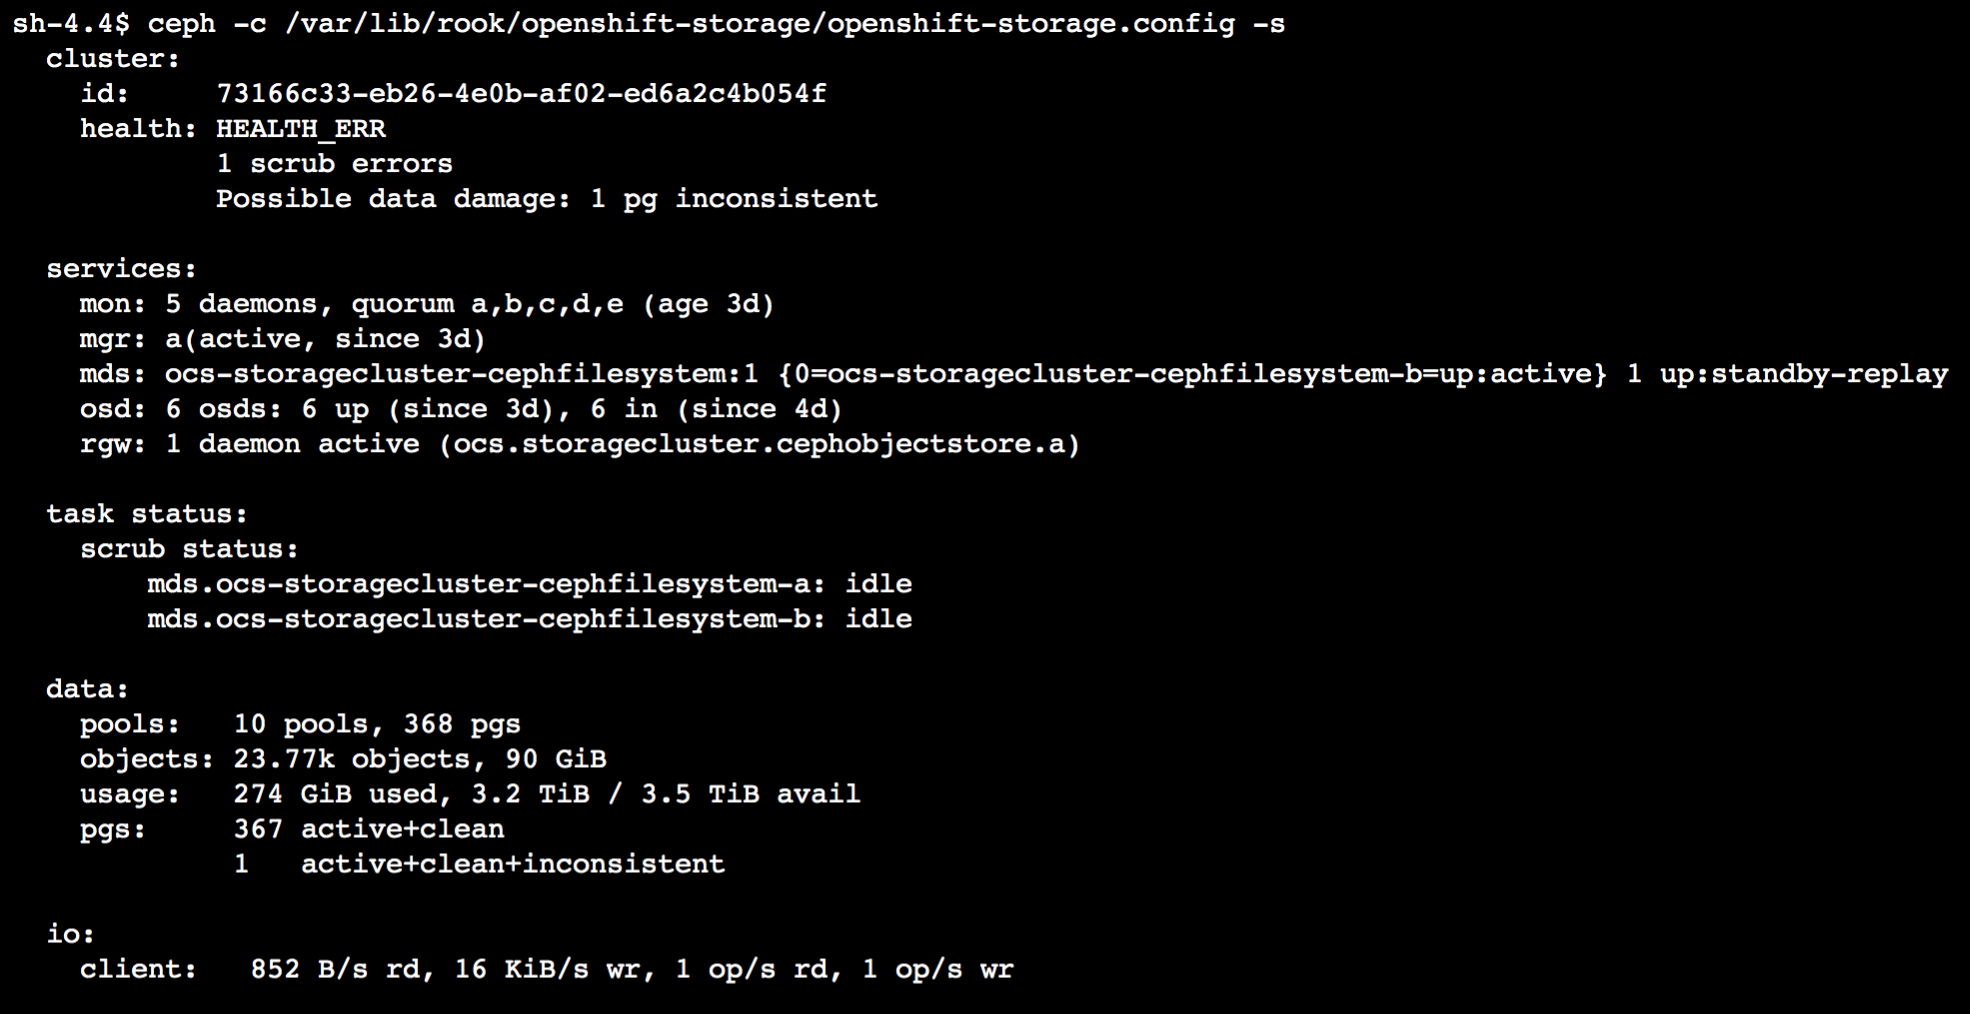 sh-4.4$ ceph -c /var/lib/rook/openshift-storage/openshift-storage.config -s
  cluster:
    id:     73166c33-eb26-4e0b-af02-ed6a2c4b054f
    health: HEALTH_ERR
            1 scrub errors
            Possible data damage: 1 pg inconsistent

  services:
    mon: 5 daemons, quorum a,b,c,d,e (age 3d)
    mgr: a(active, since 3d)
    mds: ocs-storagecluster-cephfilesystem:1 {0=ocs-storagecluster-cephfilesystem-b=up:active} 1 up:standby-replay
    osd: 6 osds: 6 up (since 3d), 6 in (since 4d)
    rgw: 1 daemon active (ocs.storagecluster.cephobjectstore.a)

  task status:
    scrub status:
        mds.ocs-storagecluster-cephfilesystem-a: idle
        mds.ocs-storagecluster-cephfilesystem-b: idle

  data:
    pools:   10 pools, 368 pgs
    objects: 23.77k objects, 90 GiB
    usage:   274 GiB used, 3.2 TiB / 3.5 TiB avail
    pgs:     367 active+clean
             1   active+clean+inconsistent

  io:
    client:   852 B/s rd, 16 KiB/s wr, 1 op/s rd, 1 op/s wr